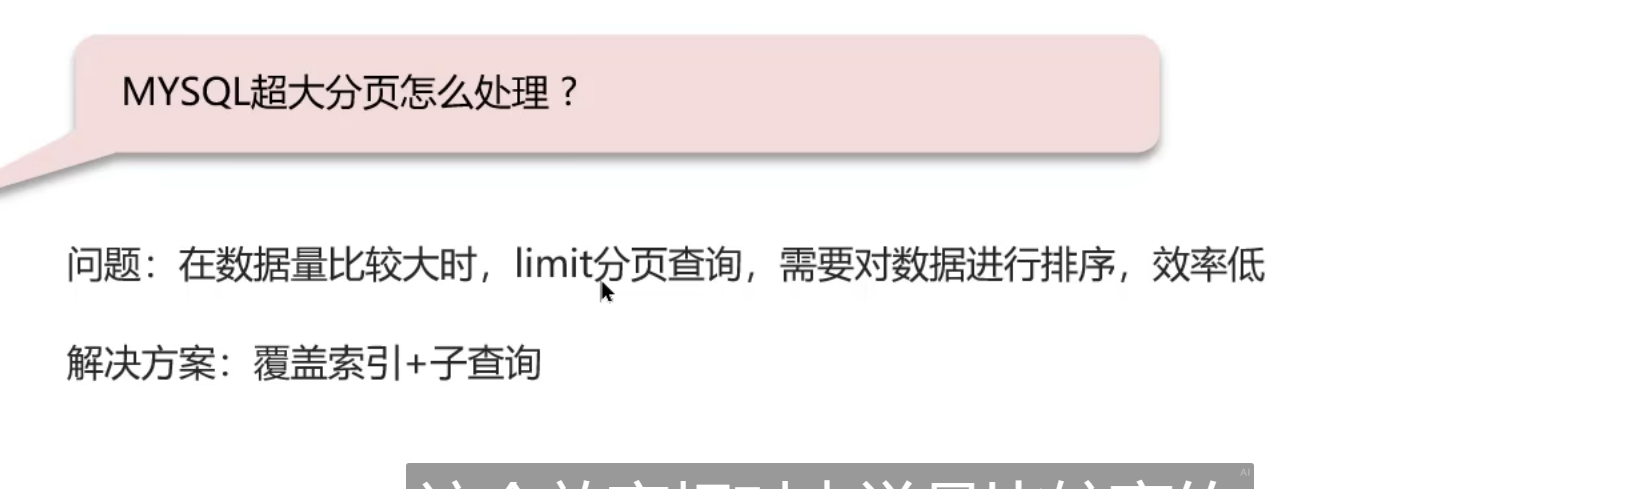 MYSQL超大分页怎么处理？
问题：在数据量比较大时，limit分页查询，需要对数据进行排序，效率低
解决方案：覆盖索引+子查询
AI